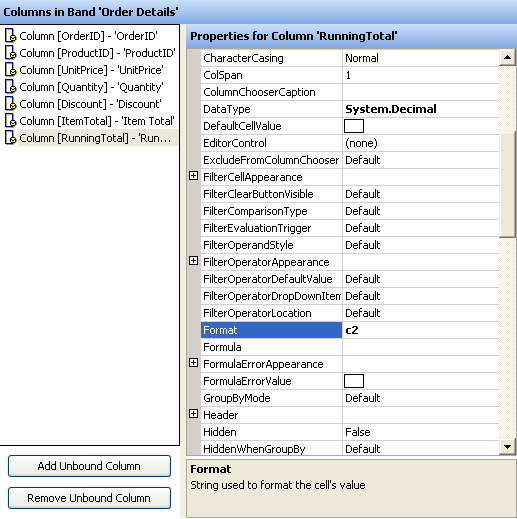 Columns in Band 'Order Details'
Column [OrderID] - 'OrderID'
Column [ProductID] - 'ProductID'
Column [UnitPrice] - 'UnitPrice'
Column [Quantity] - 'Quantity'
Column [Discount] - 'Discount'
Column [ItemTotal] - 'Item Total'
Column [RunningTotal] - 'Run...
Add Unbound Column
Remove Unbound Column
Properties for Column 'RunningTotal'
CharacterCasing Normal
ColSpan 1
ColumnChooserCaption
DataType System.Decimal
DefaultCellValue
EditorControl (none)
ExcludeFromColumnChooser Default
FilterCellAppearance
FilterClearButtonVisible Default
FilterComparisonType Default
FilterEvaluationTrigger Default
FilterOperandStyle Default
FilterOperatorAppearance
FilterOperatorDefaultValue Default
FilterOperatorDropDownItem Default
FilterOperatorLocation Default
Format c2
Formula
FormulaErrorAppearance
FormulaErrorValue
GroupByMode Default
Header
Hidden False
HiddenWhenGroupBy Default
Format
String used to format the cell's value